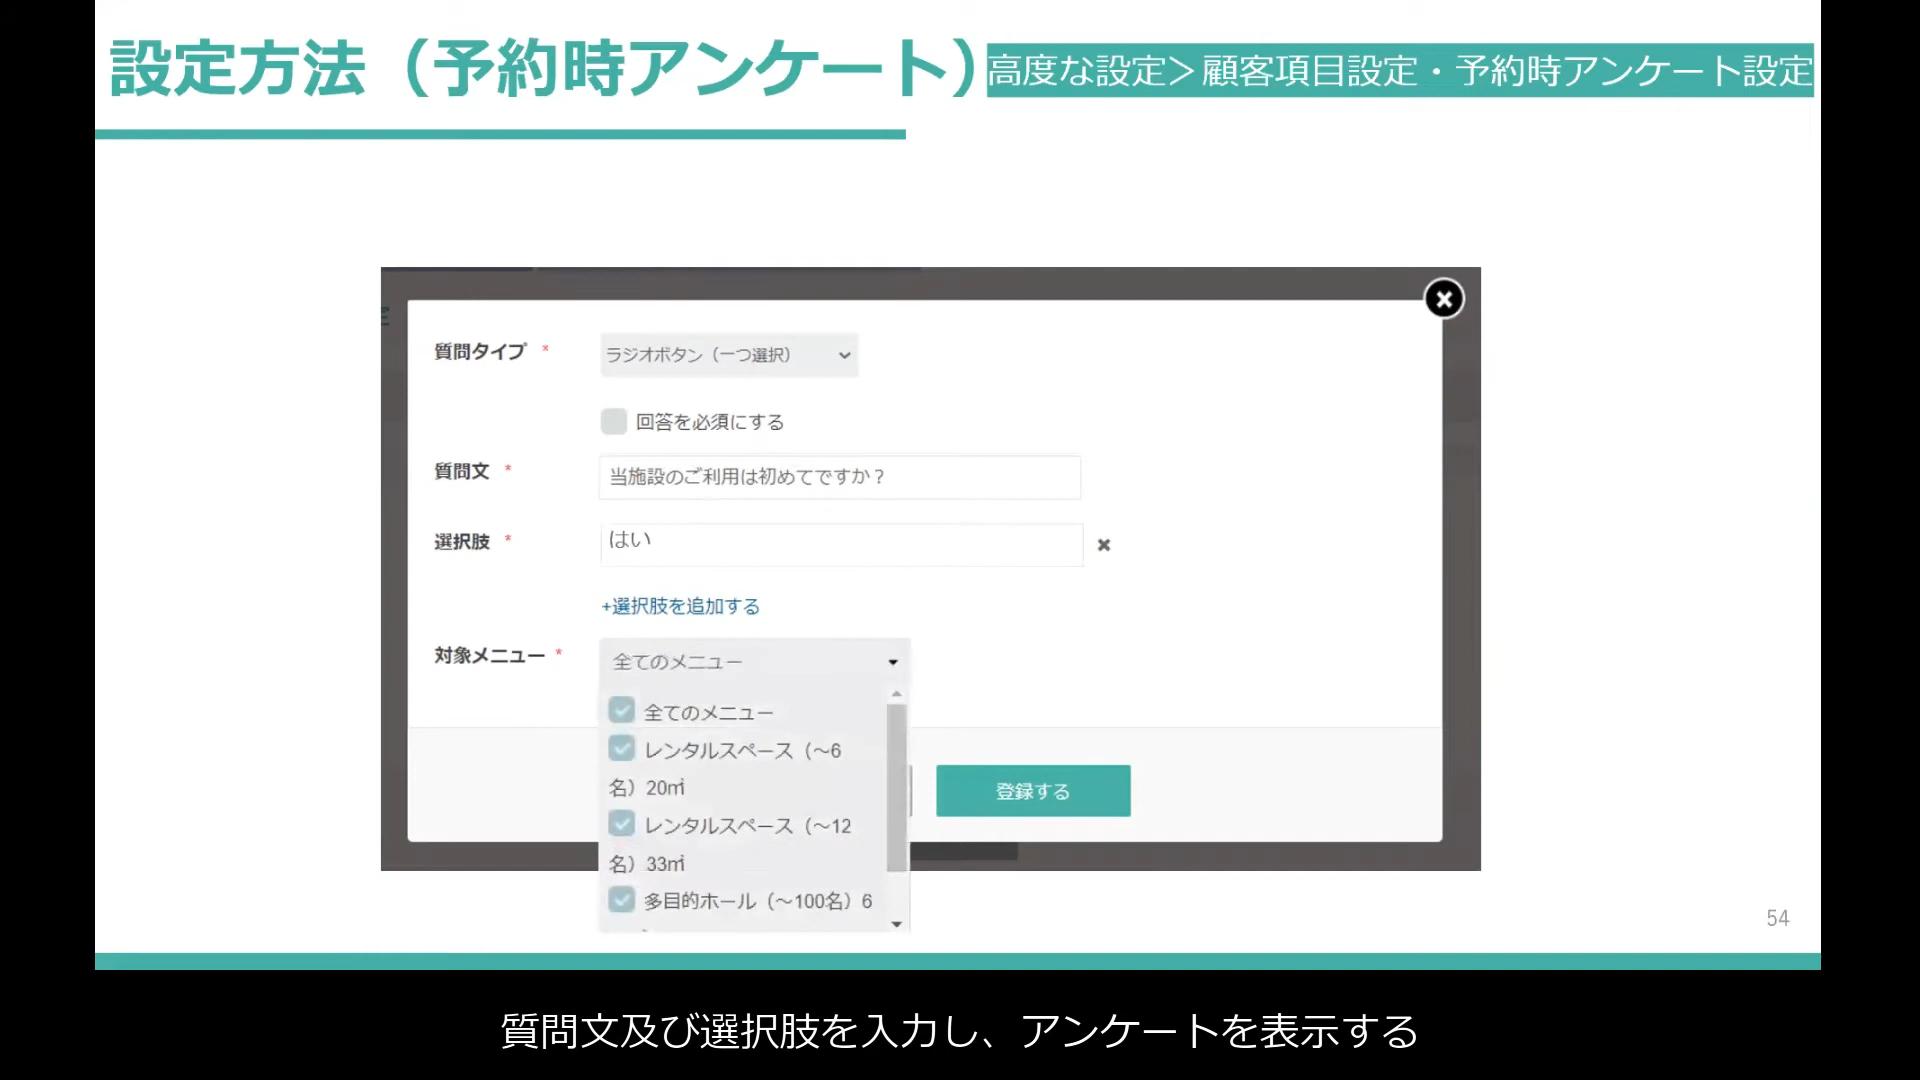 設定方法（予約時アンケート）
高度な設定＞顧客項目設定・予約時アンケート設定
質問タイプ *
ラジオボタン（一つ選択）
回答を必須にする
質問文 *
当施設のご利用は初めてですか？
選択肢 *
はい
+選択肢を追加する
対象メニュー *
全てのメニュー
全てのメニュー
レンタルスペース（～6
名）20㎡
レンタルスペース（～12
名）33㎡
多目的ホール（～100名）6
登録する
54
質問文及び選択肢を入力し、アンケートを表示する